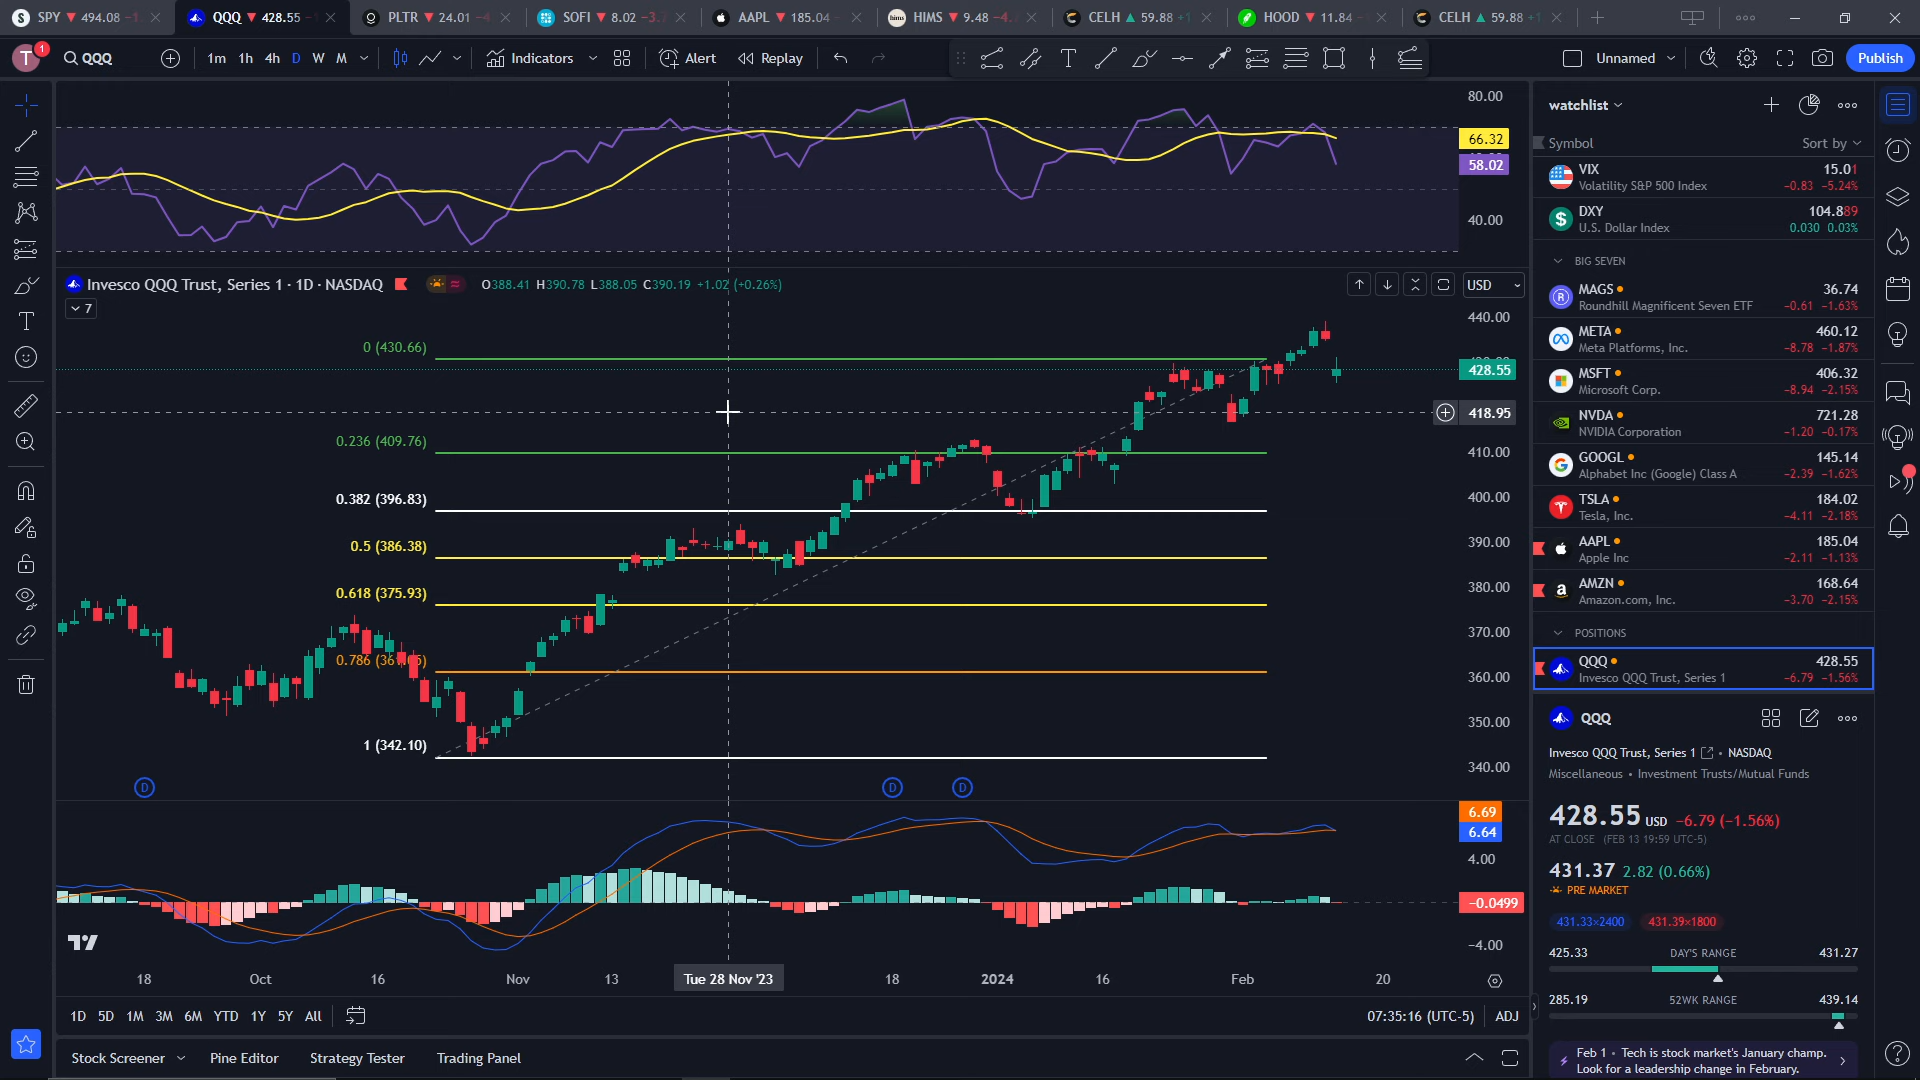 SPY 494.08
QQQ 428.55
PLTR 24.01
SOFI 8.02 -3.7
AAPL 185.04
HIMS 9.48 -4.
CELH 59.88 +1
HOOD 11.84
CELH 59.88 +1
T 1 QQQ 1m 1h 4h D W M Indicators Alert Replay Unnamed Publish
80.00
66.32
58.02
40.00
Invesco QQQ Trust, Series 1 · 1D · NASDAQ O388.41 H390.78 L388.05 C390.19 +1.02 (+0.26%) USD
7
0 (430.66)
0.236 (409.76)
0.382 (396.83)
0.5 (386.38)
0.618 (375.93)
0.786
1 (342.10)
440.00
428.55
418.95
410.00
400.00
390.00
380.00
370.00
360.00
350.00
340.00
D D D
6.69
6.64
4.00
-0.0499
-4.00
18 Oct 16 Nov 13 Tue 28 Nov '23 18 2024 16 Feb 20
1D 5D 1M 3M 6M YTD 1Y 5Y All 07:35:16 (UTC-5) ADJ
Stock Screener Pine Editor Strategy Tester Trading Panel
watchlist
Symbol Sort by
VIX 15.01
Volatility S&P 500 Index -0.83 -5.24%
DXY 104.889
U.S. Dollar Index 0.030 0.03%
BIG SEVEN
MAGS 36.74
Roundhill Magnificent Seven ETF -0.61 -1.63%
META 460.12
Meta Platforms, Inc. -8.78 -1.87%
MSFT 406.32
Microsoft Corp. -8.94 -2.15%
NVDA 721.28
NVIDIA Corporation -1.20 -0.17%
GOOGL 145.14
Alphabet Inc (Google) Class A -2.39 -1.62%
TSLA 184.02
Tesla, Inc. -4.11 -2.18%
AAPL 185.04
Apple Inc -2.11 -1.13%
AMZN 168.64
Amazon.com, Inc. -3.70 -2.15%
POSITIONS
QQQ 428.55
Invesco QQQ Trust, Series 1 -6.79 -1.56%
QQQ
Invesco QQQ Trust, Series 1 • NASDAQ
Miscellaneous • Investment Trusts/Mutual Funds
428.55 USD -6.79 (-1.56%)
AT CLOSE (FEB 13 19:59 UTC-5)
431.37 2.82 (0.66%)
PRE MARKET
431.33×2400 431.39×1800
425.33 DAY'S RANGE 431.27
285.19 52WK RANGE 439.14
Feb 1 • Tech is stock market's January champ.
Look for a leadership change in February.